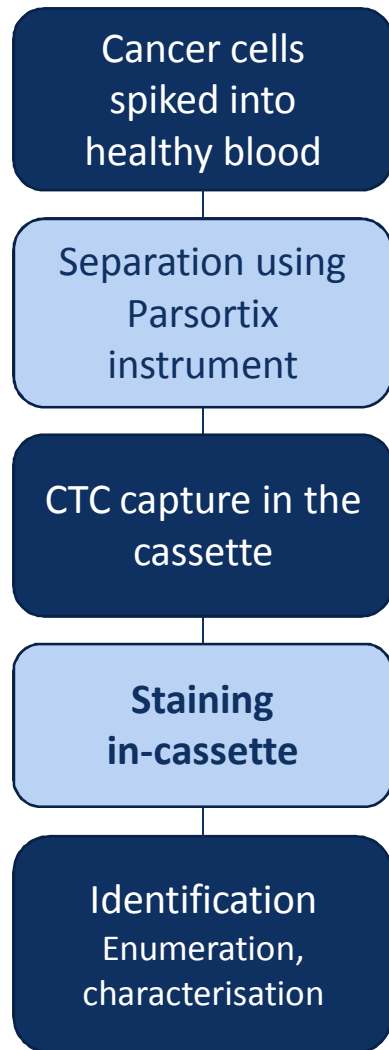 Cancer cells
spiked into
healthy blood
Separation using
Parsortix
instrument
CTC capture in the
cassette
Staining
in-cassette
Identification
Enumeration,
characterisation